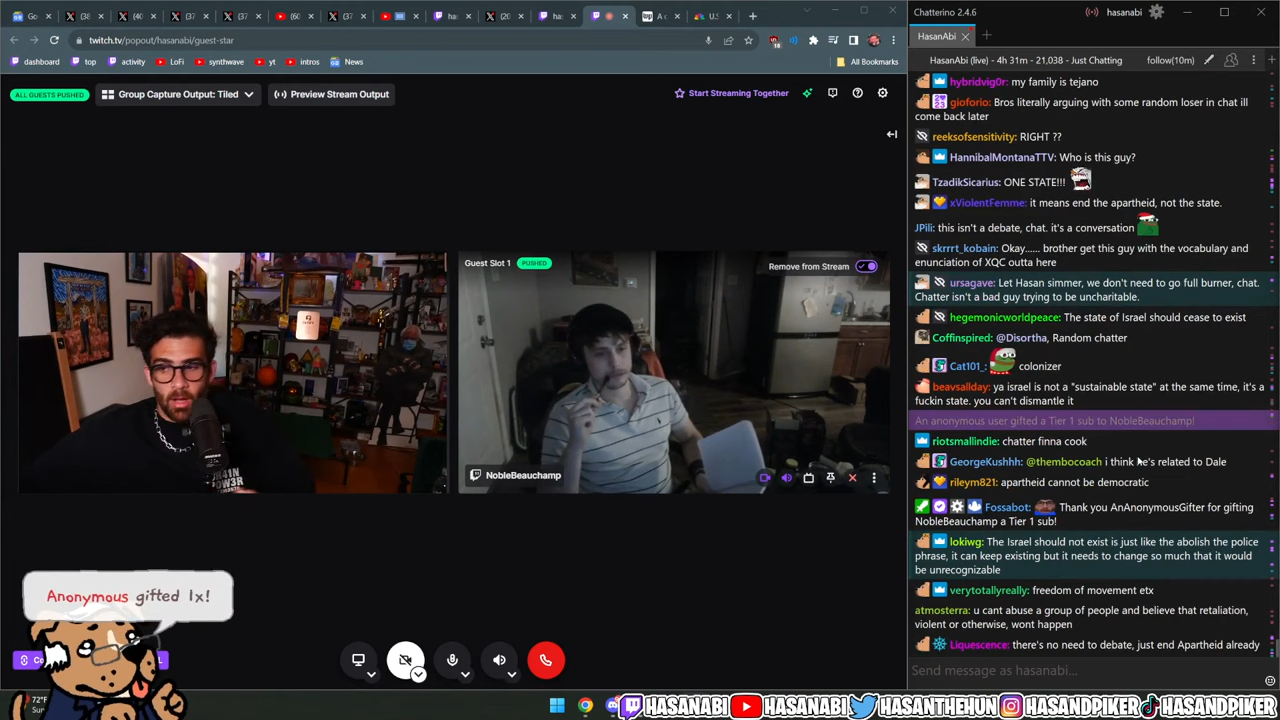 Go
(38
(40
(37
(37
(60
(37
ha
(20
ha
A c
U.S
twitch.tv/popout/hasanabi/guest-star
dashboard
top
activity
LoFi
synthwave
yt
intros
News
All Bookmarks
ALL GUESTS PUSHED
Group Capture Output: Tiled
Preview Stream Output
Start Streaming Together
Guest Slot 1
PUSHED
Remove from Stream
NobleBeauchamp
Anonymous gifted 1x!
72°F
Chatterino 2.4.6
hasanabi
HasanAbi
HasanAbi (live) - 4h 31m - 21,038 - Just Chatting
follow(10m)
hybridvig0r: my family is tejano
gioforio: Bros literally arguing with some random loser in chat ill
come back later
reeksofsensitivity: RIGHT ??
HannibalMontanaTTV: Who is this guy?
TzadikSicarius: ONE STATE!!!
xViolentFemme: it means end the apartheid, not the state.
JPili: this isn't a debate, chat. it's a conversation
skrrrt_kobain: Okay...... brother get this guy with the vocabulary and
enunciation of XQC outta here
ursagave: Let Hasan simmer, we don't need to go full burner, chat.
Chatter isn't a bad guy trying to be uncharitable.
hegemonicworldpeace: The state of Israel should cease to exist
Coffinspired: @Disortha, Random chatter
Cat101_: colonizer
beavsallday: ya israel is not a "sustainable state" at the same time, it's a
fuckin state. you can't dismantle it
An anonymous user gifted a Tier 1 sub to NobleBeauchamp!
riotsmallindie: chatter finna cook
GeorgeKushhh: @thembocoach i think he's related to Dale
rileym821: apartheid cannot be democratic
Fossabot: Thank you AnAnonymousGifter for gifting
NobleBeauchamp a Tier 1 sub!
lokiwg: The Israel should not exist is just like the abolish the police
phrase, it can keep existing but it needs to change so much that it would
be unrecognizable
verytotallyreally: freedom of movement etx
atmosterra: u cant abuse a group of people and believe that retaliation,
violent or otherwise, wont happen
Liquescence: there's no need to debate, just end Apartheid already
Send message as hasanabi...
HASANABI
HASANABI
HASANTHEHUN
HASANDPIKER
HASANDPIKER